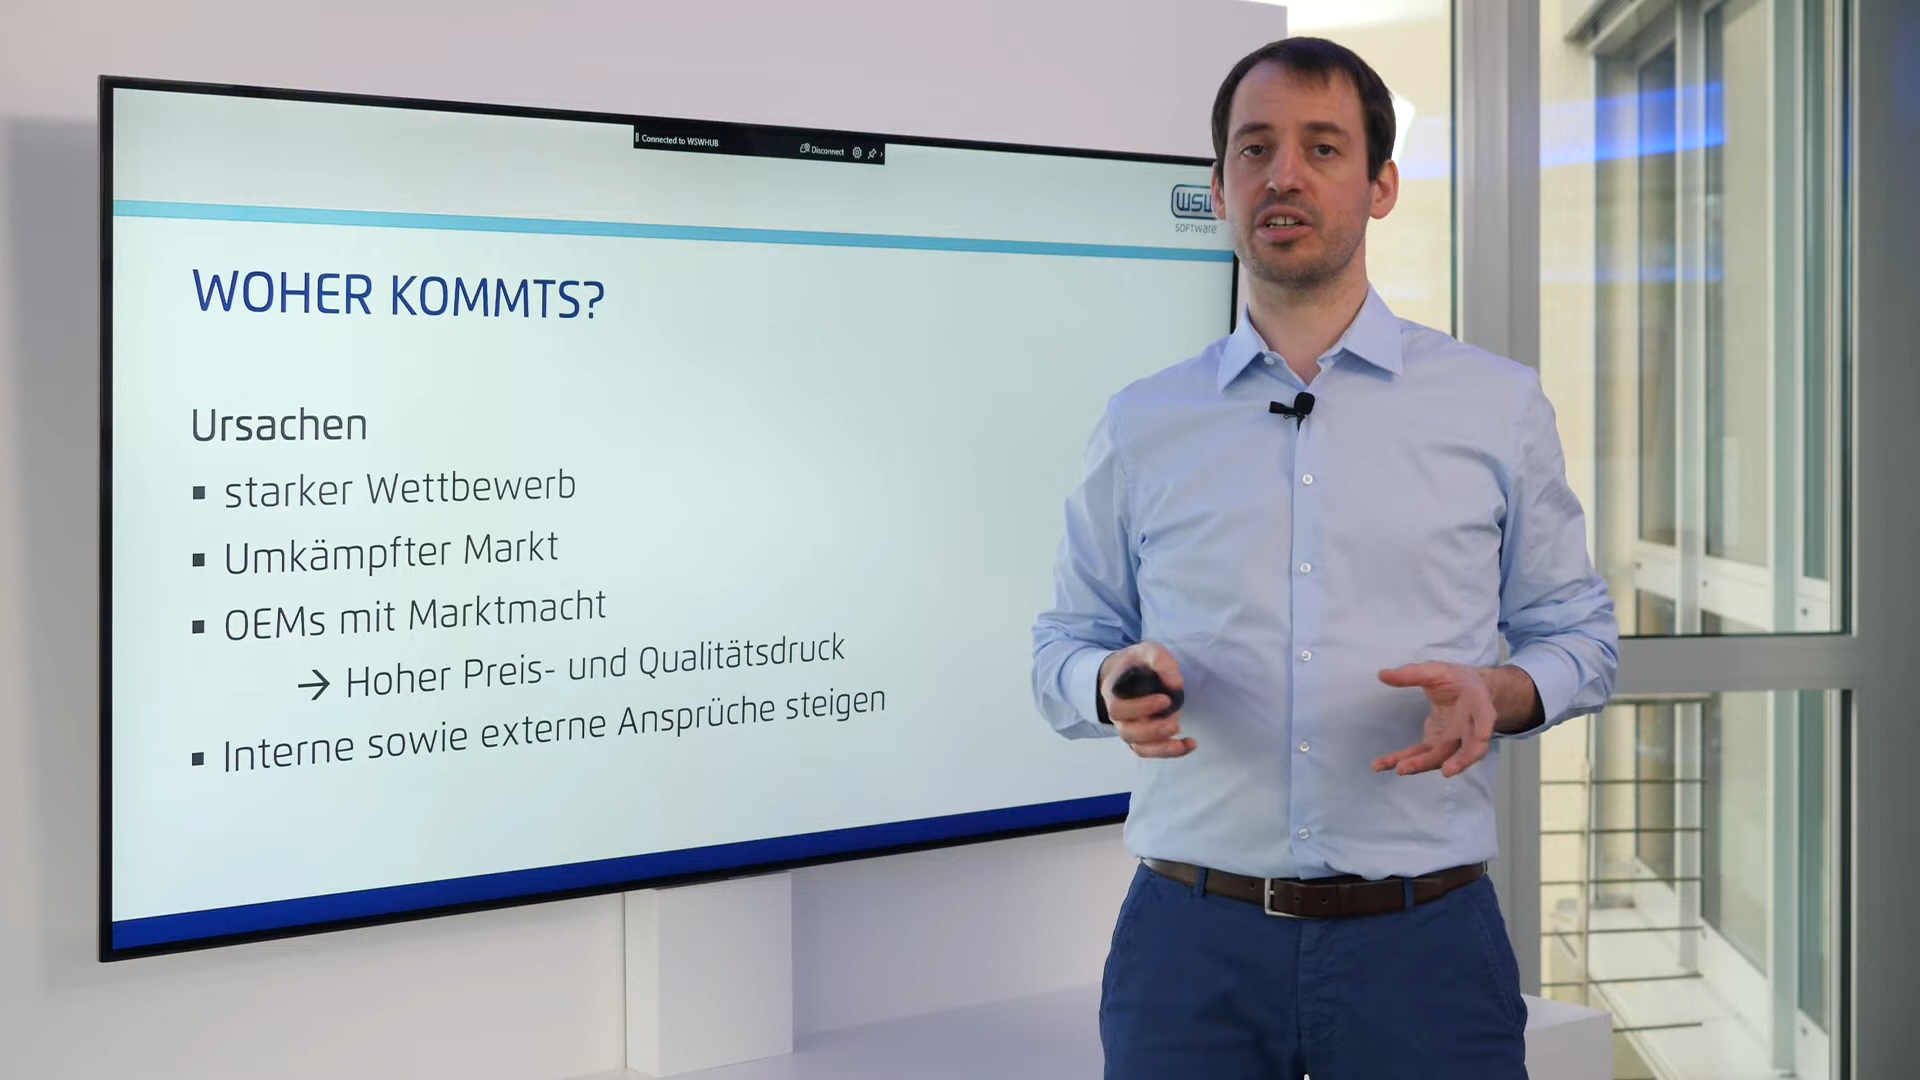 Connected to WSWHUB
Disconnect
WSW
SOFTWARE
WOHER KOMMTS?
Ursachen
▪ starker Wettbewerb
▪ Umkämpfter Markt
▪ OEMs mit Marktmacht
→ Hoher Preis- und Qualitätsdruck
▪ Interne sowie externe Ansprüche steigen